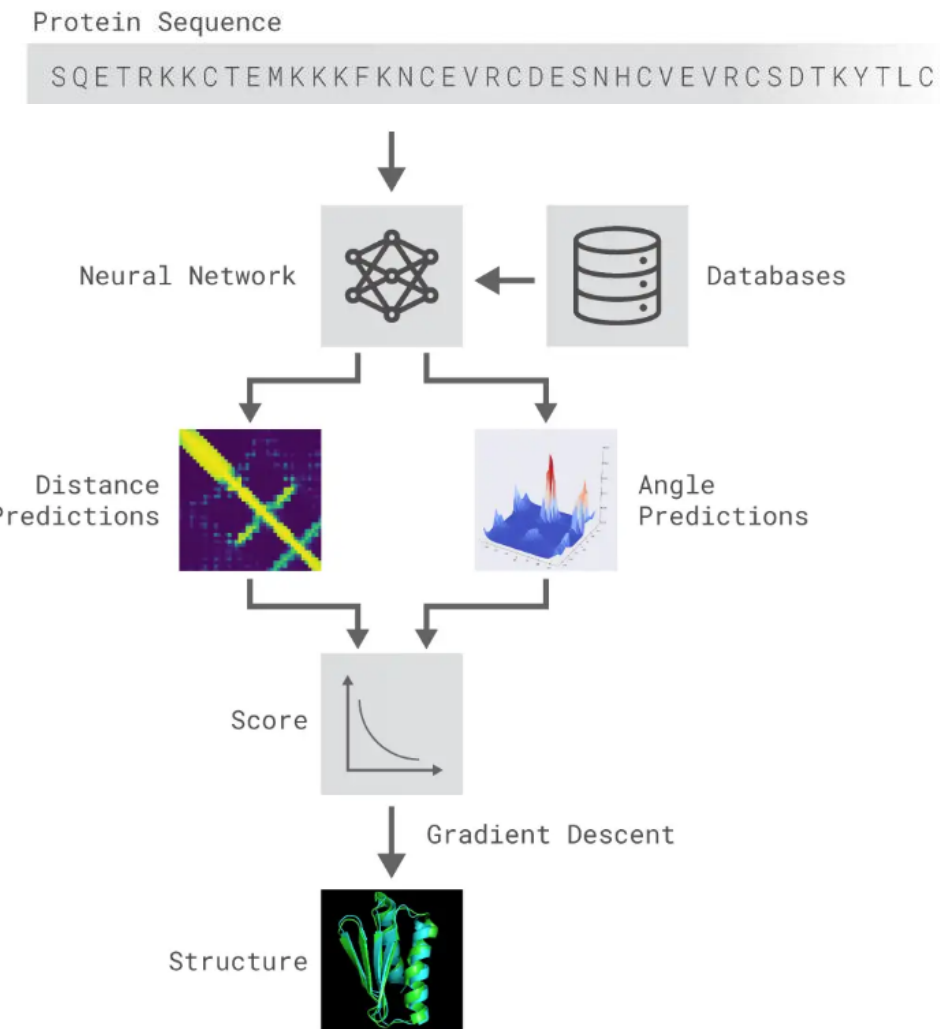 Protein Sequence
SQETRKKCTEMKKKFKNCEVRCDESNHCVEVRCSDTKYTLC
Neural Network
Databases
Distance
Predictions
Angle
Predictions
Score
Gradient Descent
Structure